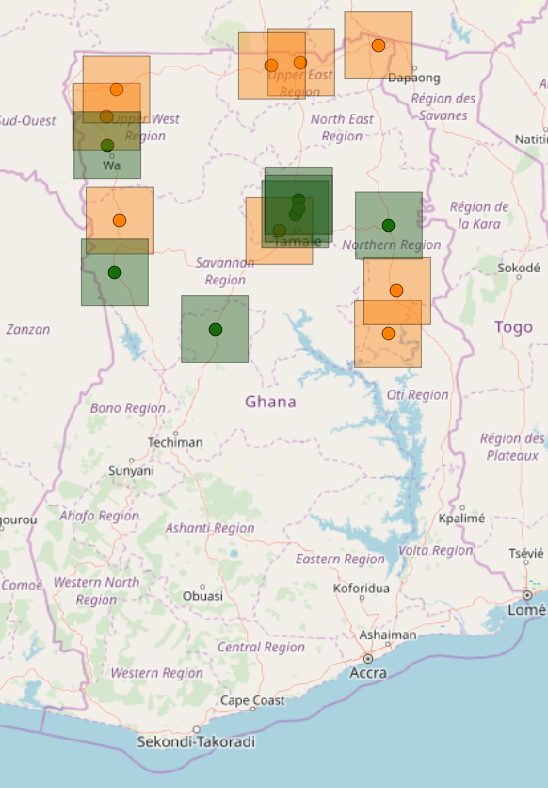 Upper East
Region
Dapaong
Région des
Savanes
Sud-Ouest
Upper West
Region
North East
Region
Wa
Région de
la Kara
Tamale
Northern Region
Savannah
Region
Sokodé
Zanzan
Togo
Ghana
Oti Region
Bono Region
Techiman
Région des
Plateaux
Sunyani
Ahafo Region
Ashanti Region
Kpalimé
Volta Region
Eastern Region
Tsévié
Western North
Region
Obuasi
Koforidua
Lomé
Ashaiman
Central Region
Western Region
Accra
Cape Coast
Sekondi-Takoradi